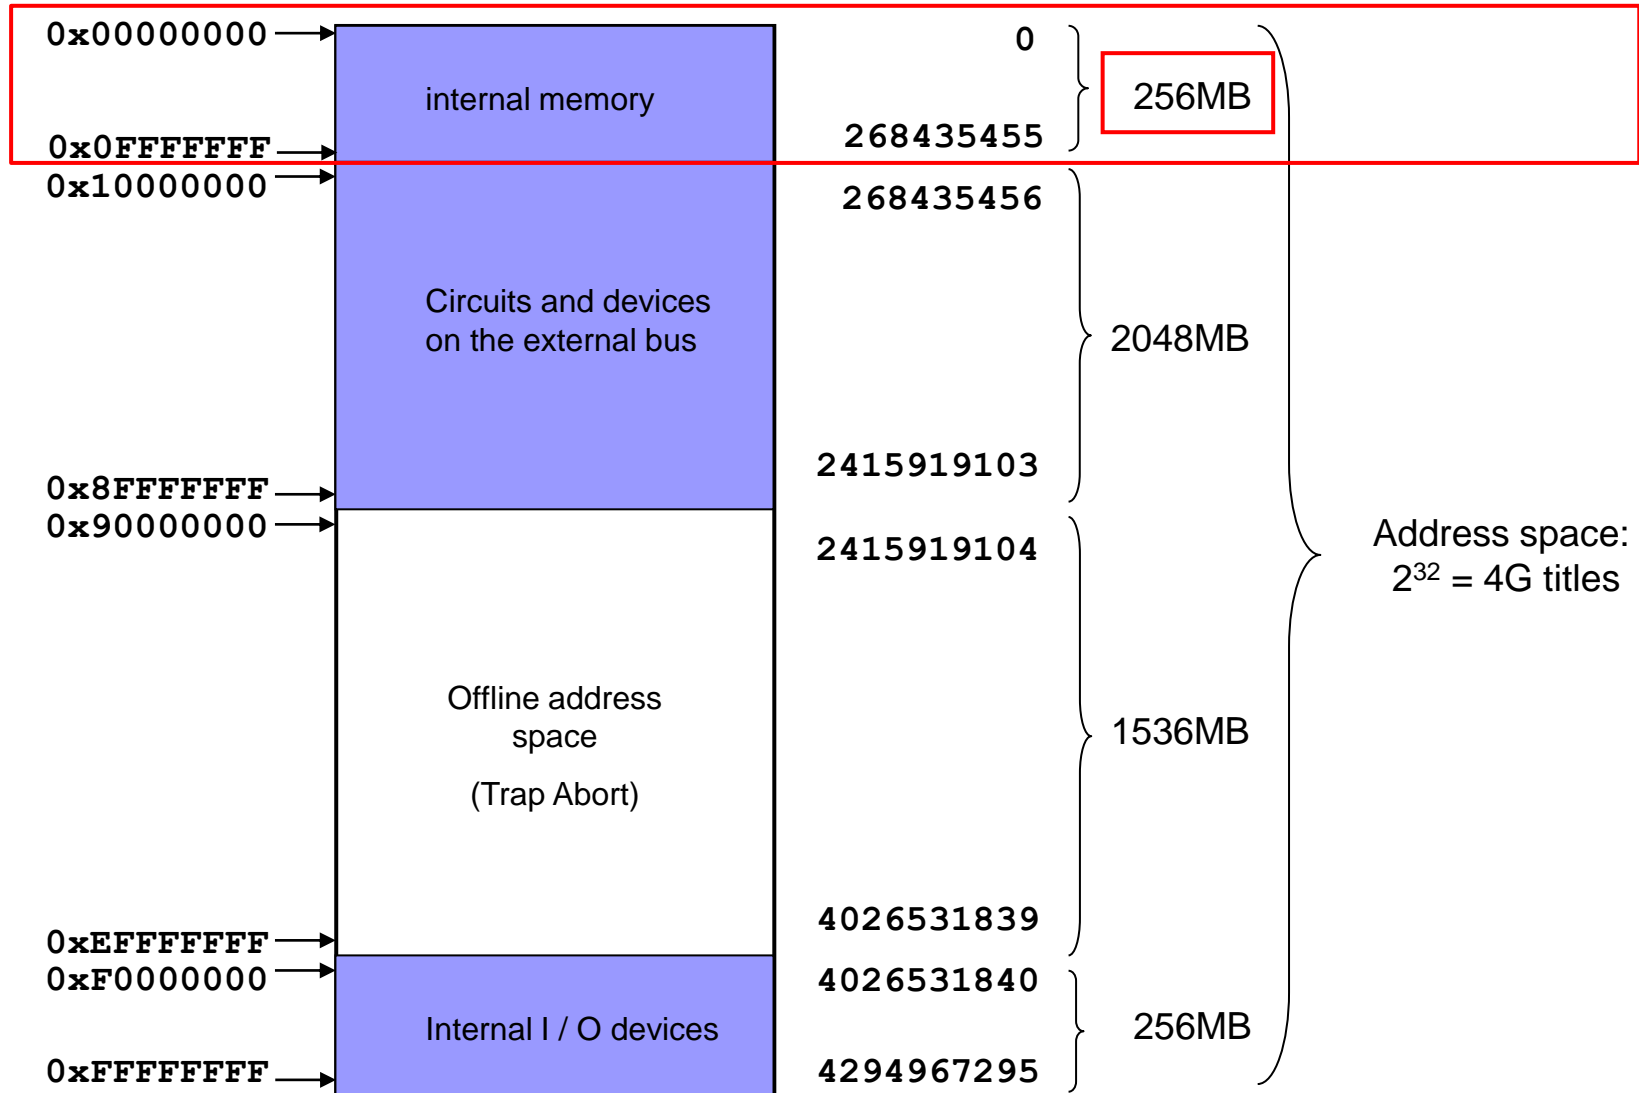 0x00000000
0
internal memory
256MB
0x0FFFFFFF
268435455
0x10000000
268435456
Circuits and devices
on the external bus
2048MB
2415919103
0x8FFFFFFF
0x90000000
2415919104
Address space:
2³² = 4G titles
Offline address
space
(Trap Abort)
1536MB
4026531839
0xEFFFFFFF
0xF0000000
4026531840
Internal I / O devices
256MB
0xFFFFFFFF
4294967295